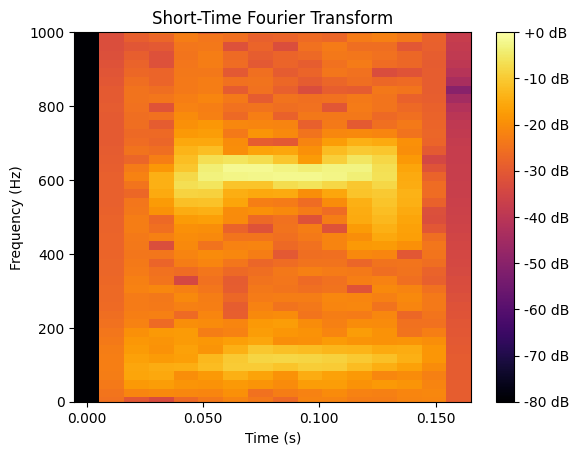 Short-Time Fourier Transform
1000
800
600
400
200
0
Frequency (Hz)
0.000
0.050
0.100
0.150
Time (s)
+0 dB
-10 dB
-20 dB
-30 dB
-40 dB
-50 dB
-60 dB
-70 dB
-80 dB